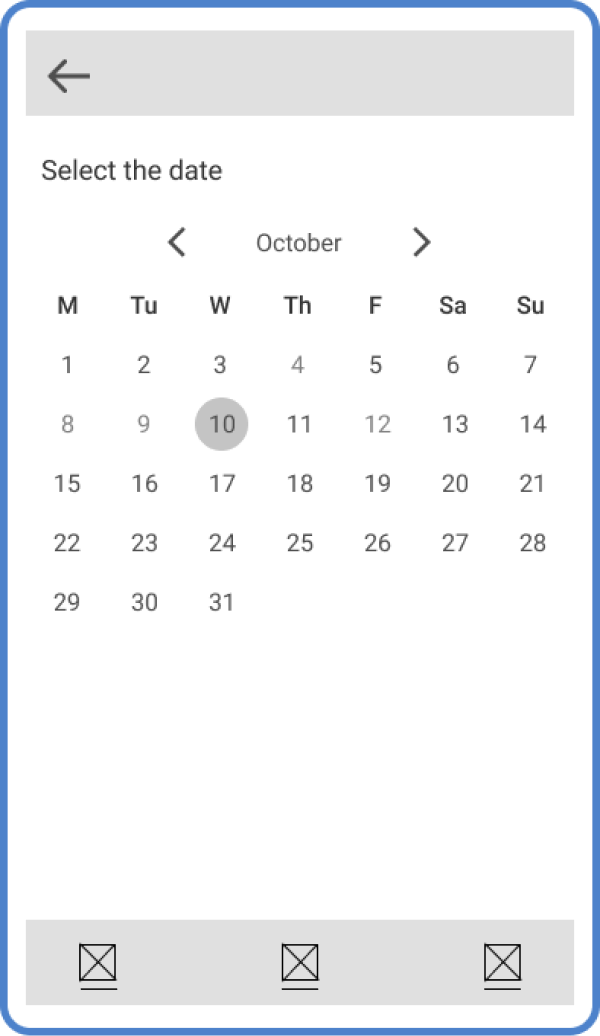 Select the date
October
M Tu W Th F Sa Su
1 2 3 4 5 6 7
8 9 10 11 12 13 14
15 16 17 18 19 20 21
22 23 24 25 26 27 28
29 30 31